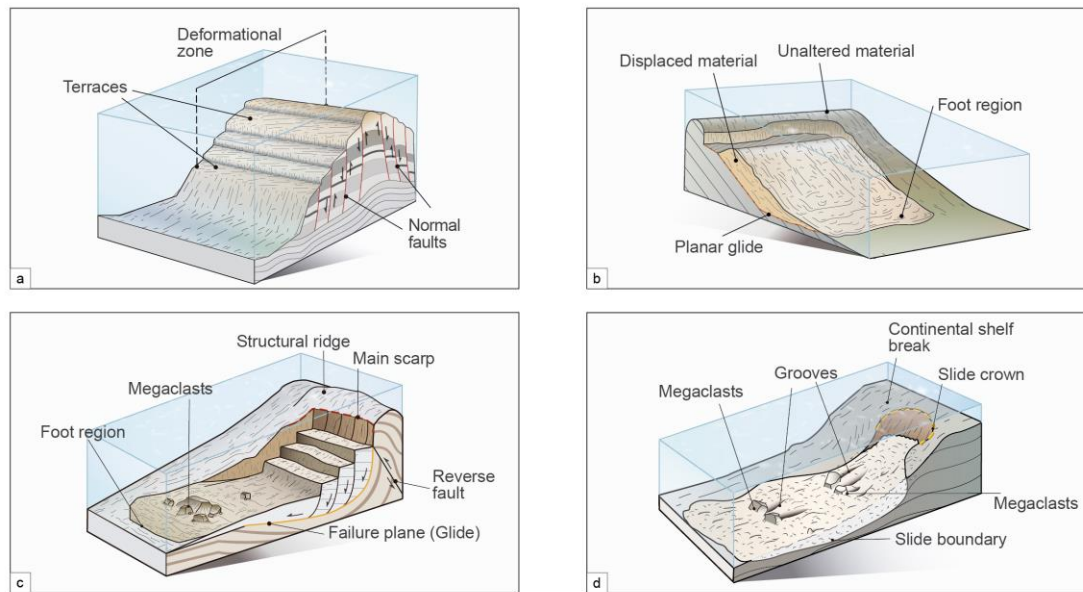 Deformational
zone
Terraces
Normal
faults
a
Unaltered material
Displaced material
Foot region
Planar glide
b
Structural ridge
Main scarp
Megaclasts
Foot region
Reverse
fault
Failure plane (Glide)
c
Continental shelf
break
Grooves
Slide crown
Megaclasts
Megaclasts
Slide boundary
d